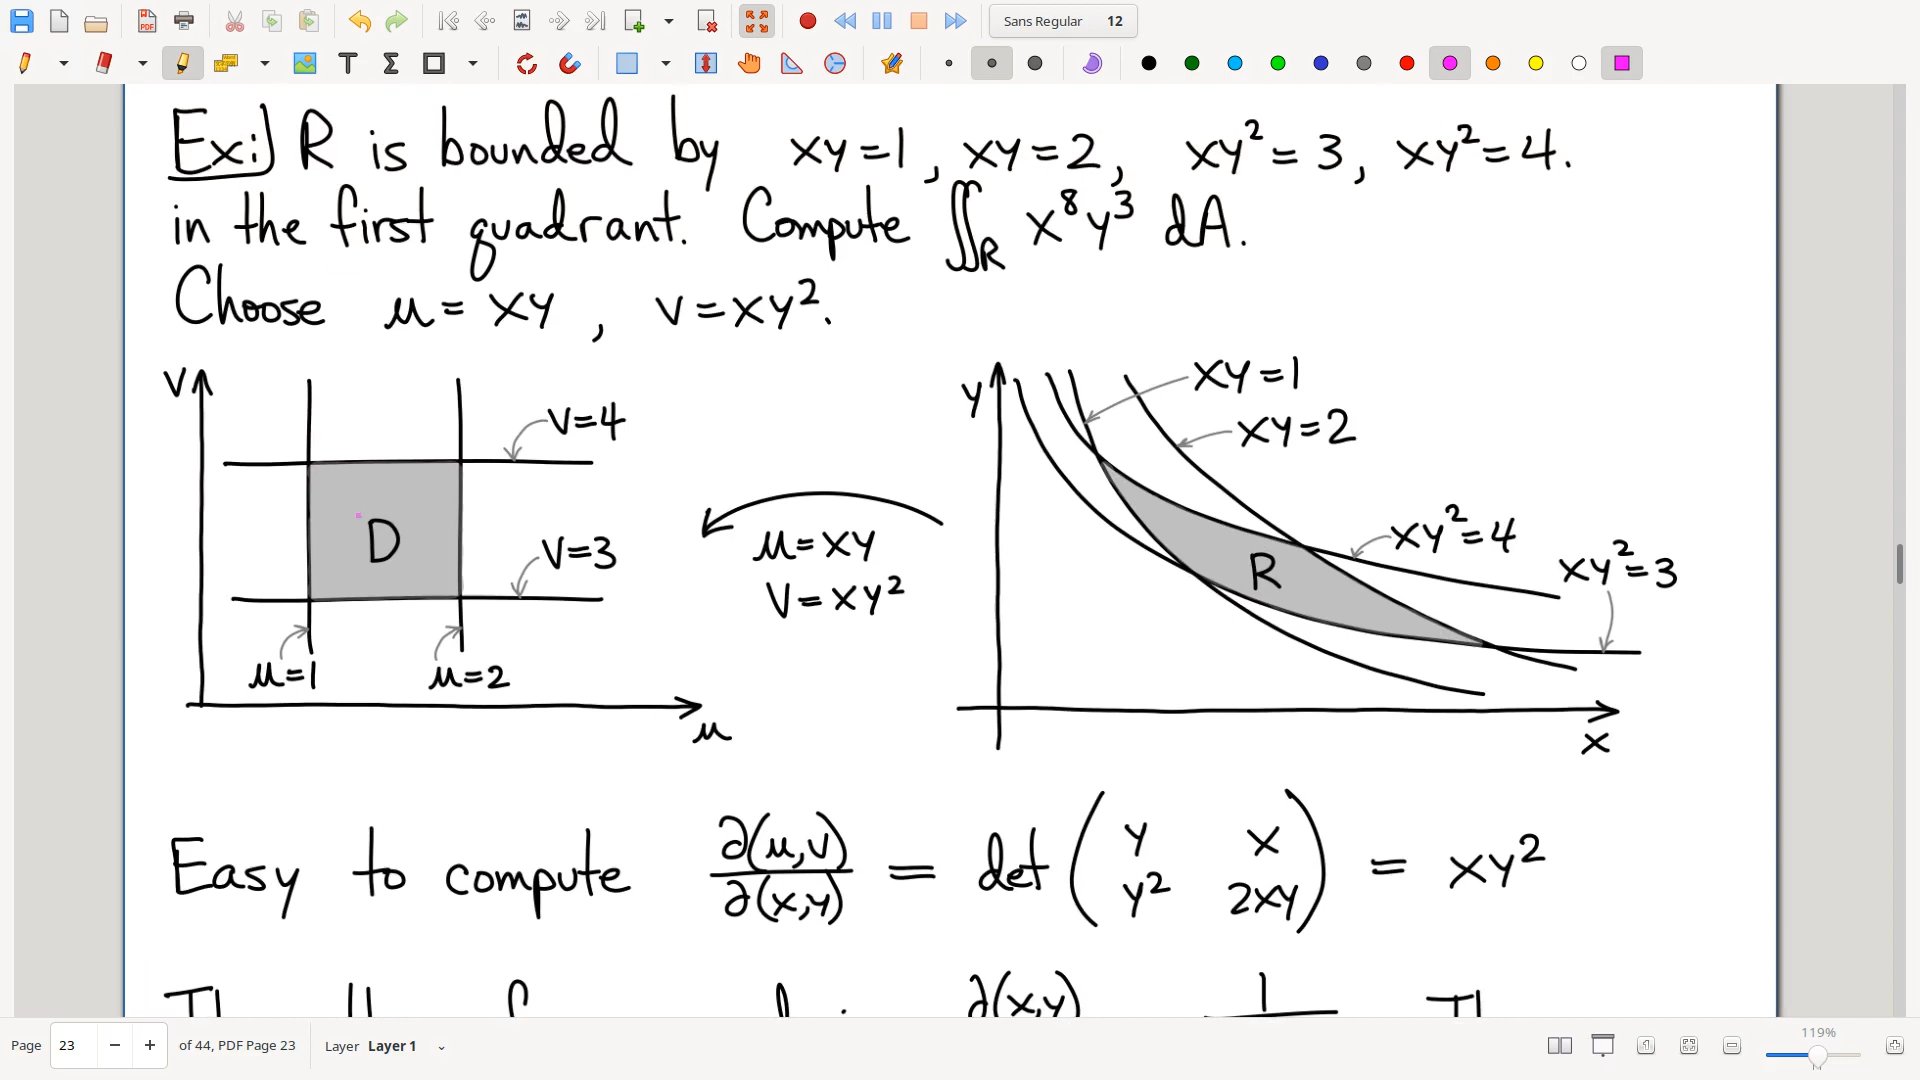 Sans Regular 12
Ex: R is bounded by xy=1, xy=2, xy²=3, xy²=4.
in the first quadrant. Compute ∬_R x⁸y³ dA.
Choose u=xy, v=xy².
v
v=4
D
v=3
u=1
u=2
u
u=xy
v=xy²
y
xy=1
xy=2
xy²=4
xy²=3
R
x
Easy to compute ∂(u,v)/∂(x,y) = det ( y x ; y² 2xy ) = xy²
∂(x,y) 1
Page 23 of 44, PDF Page 23 Layer Layer 1 119%